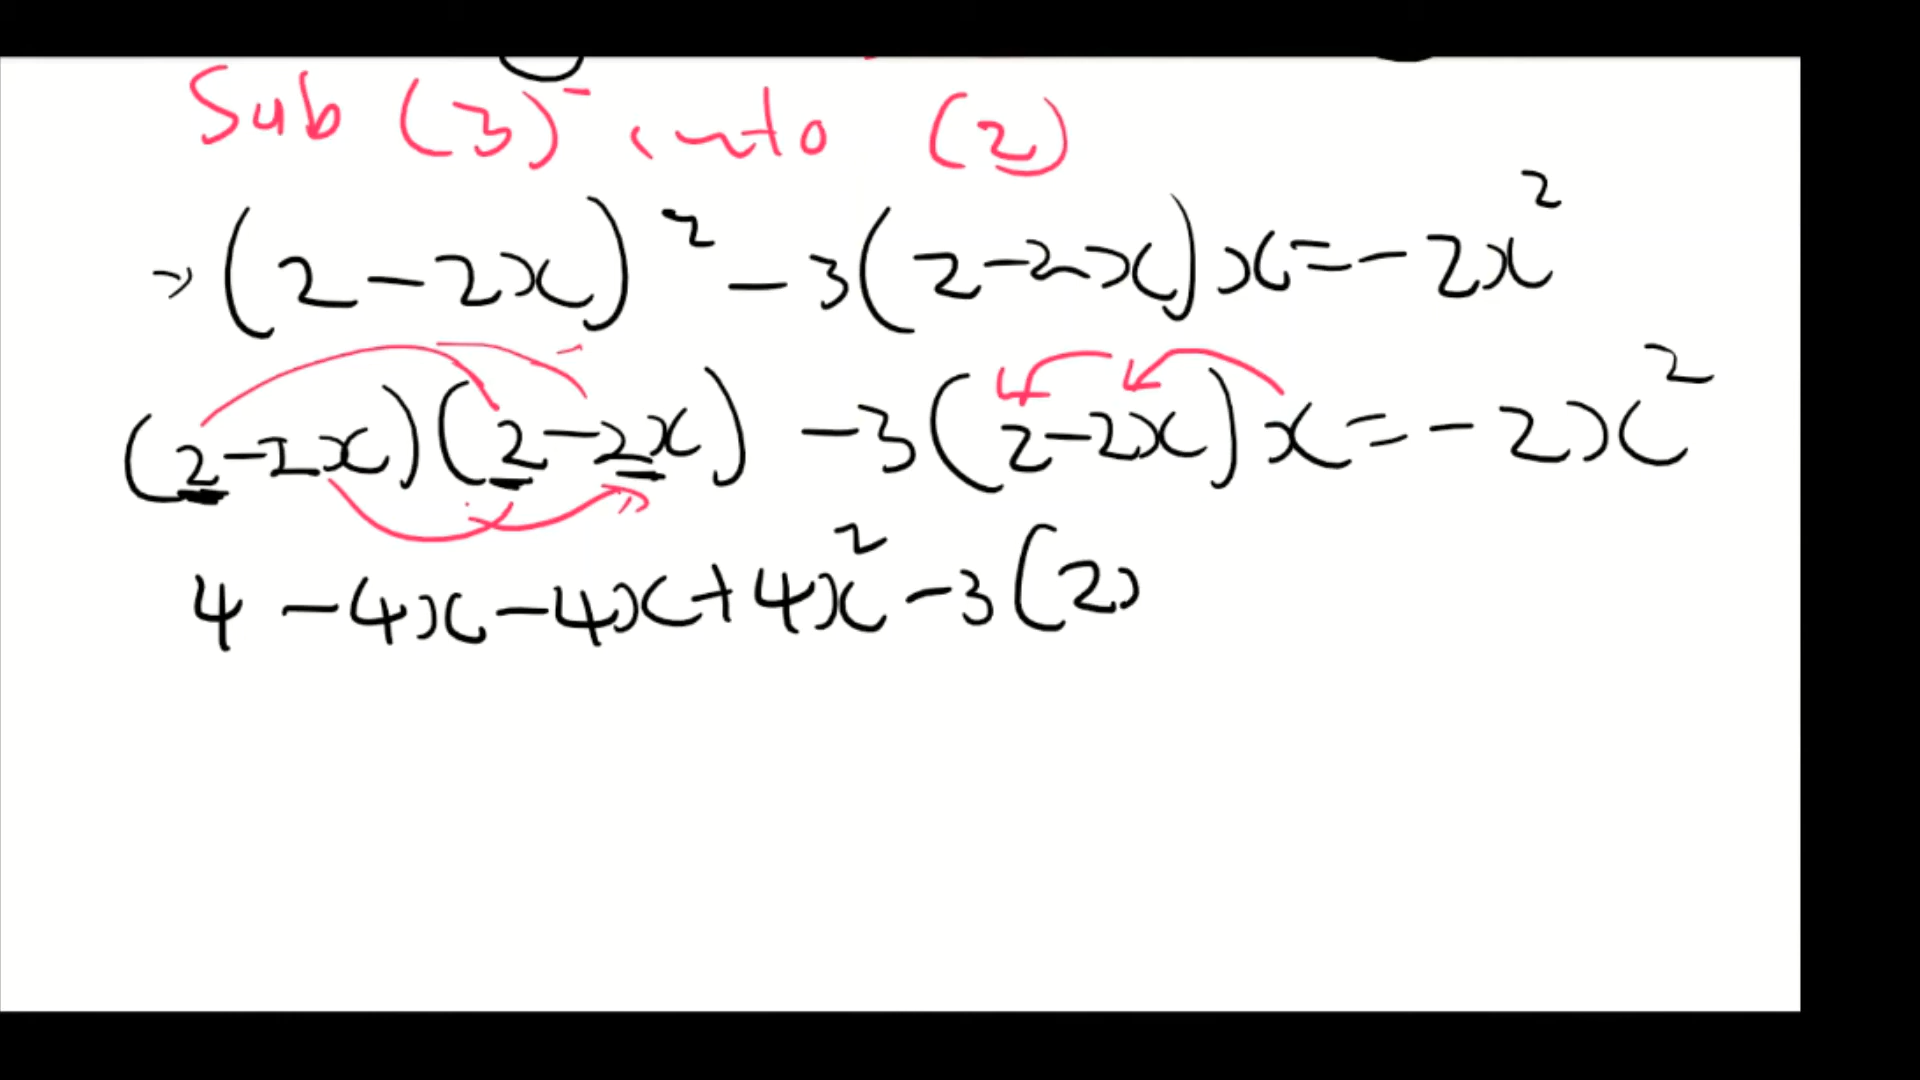 Sub (3) into (2)
⇒ (2-2x)² -3(2-2x)x=-2x²
(2-2x)(2-2x) -3(2-2x)x=-2x²
4 -4x-4x+4x²-3(2x